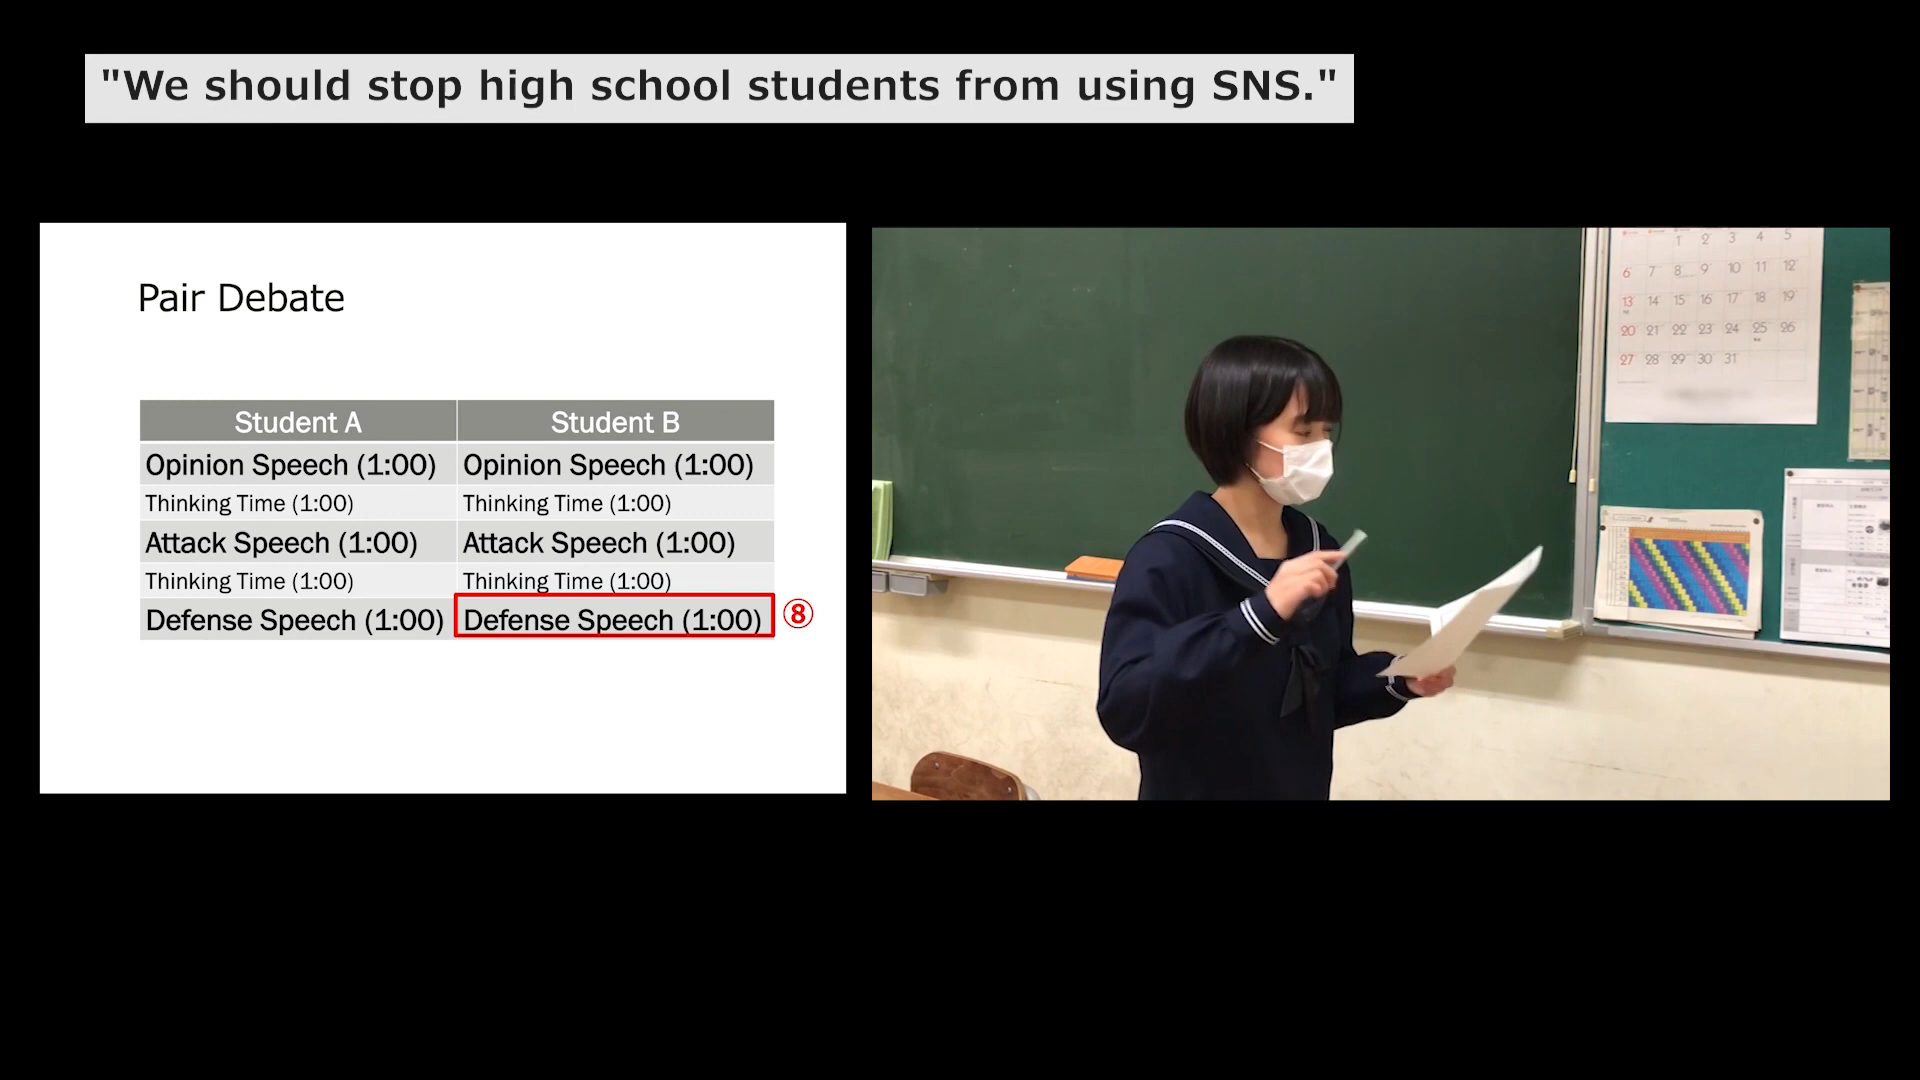 "We should stop high school students from using SNS."
Pair Debate
Student A Student B
Opinion Speech (1:00) Opinion Speech (1:00)
Thinking Time (1:00) Thinking Time (1:00)
Attack Speech (1:00) Attack Speech (1:00)
Thinking Time (1:00) Thinking Time (1:00)
Defense Speech (1:00) Defense Speech (1:00) ⑧
1 2 3 4 5
6 7 8 9 10 11 12
13 14 15 16 17 18 19
20 21 22 23 24 25 26
27 28 29 30 31